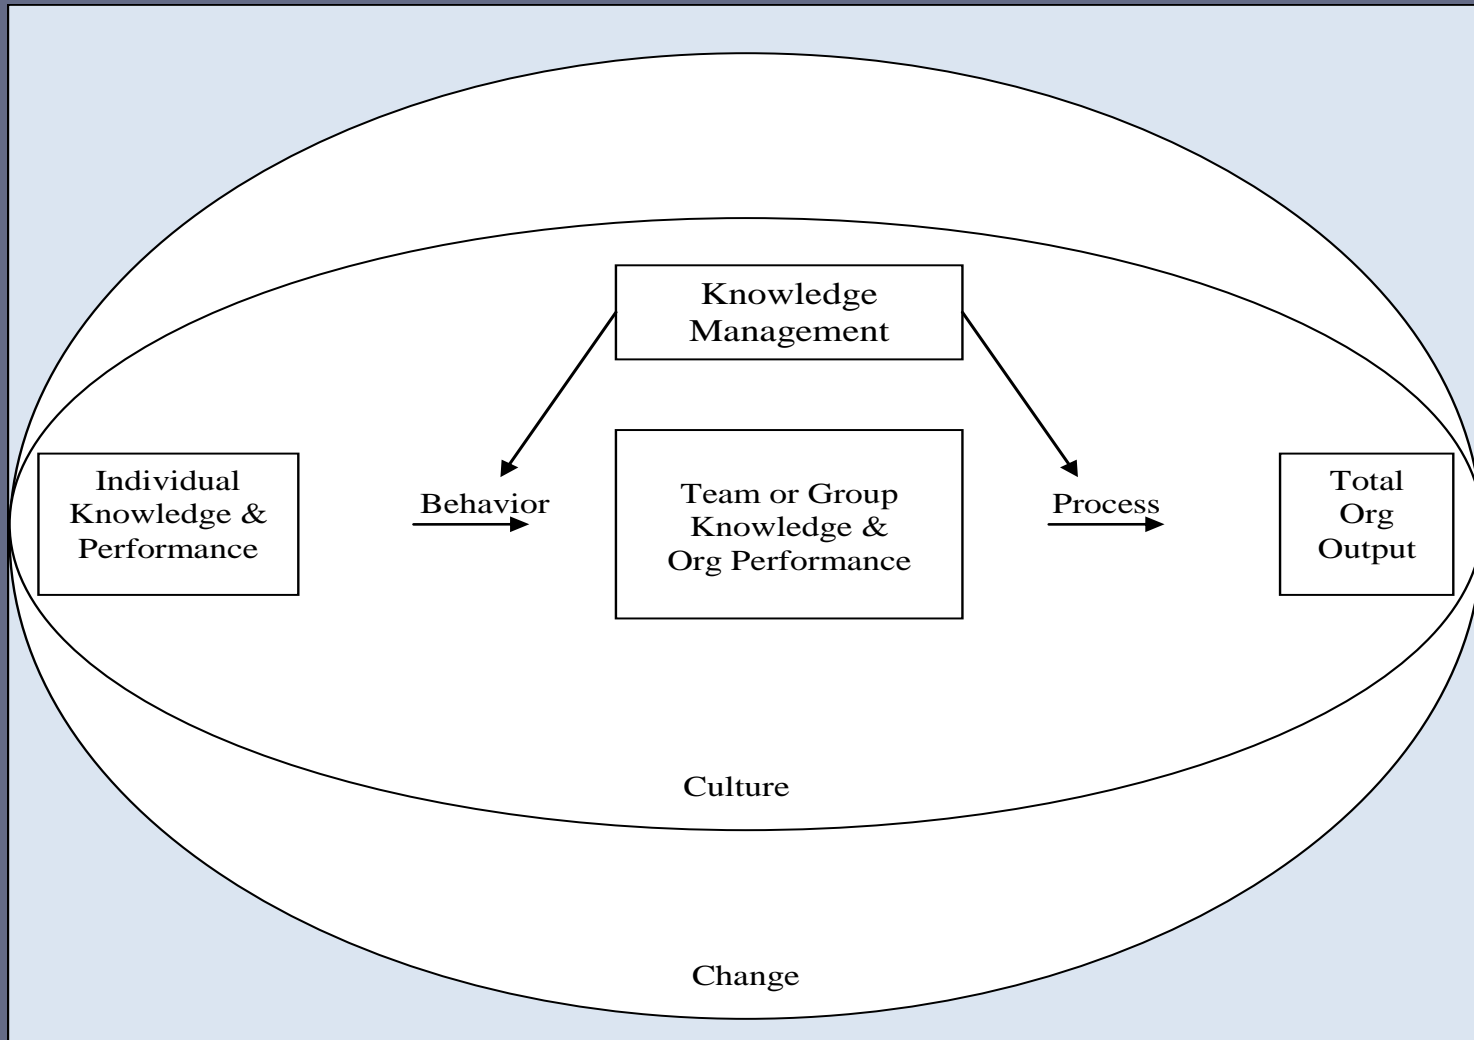 Knowledge
Management
Individual
Knowledge &
Performance
Behavior
Team or Group
Knowledge &
Org Performance
Process
Total
Org
Output
Culture
Change